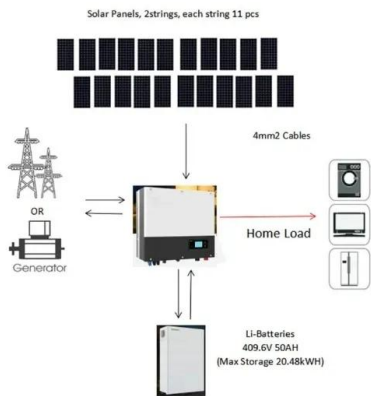 Solar Panels, 2strings, each string 11 pcs
4mm2 Cables
OR
Generator
Home Load
Li-Batteries
409.6V 50AH
(Max Storage 20.48kWH)